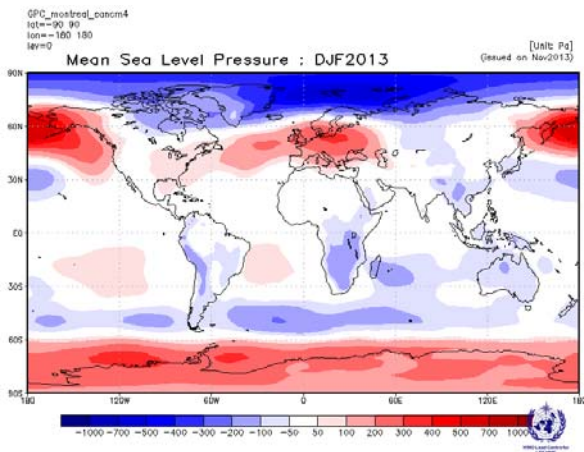 GPC_montreal_cancm4
lat=-90 90
lon=-180 180
lev=0
[Unit: Pa]
Mean Sea Level Pressure : DJF2013
(issued on Nov2013)
90N
60N
30N
EQ
30S
60S
90S
180 120W 60W 0 60E 120E 180
-1000 -700 -500 -400 -300 -200 -100 -50 50 100 200 300 400 500 700 1000